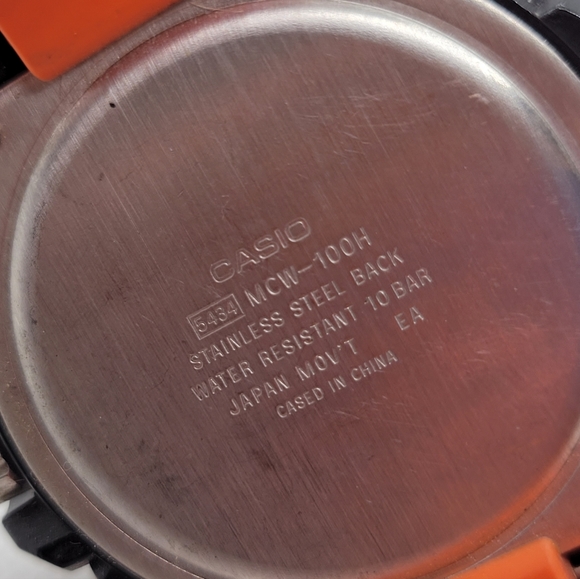 CASIO
5434 MCW-100H
STAINLESS STEEL BACK
WATER RESISTANT 10 BAR
JAPAN MOV'T EA
CASED IN CHINA